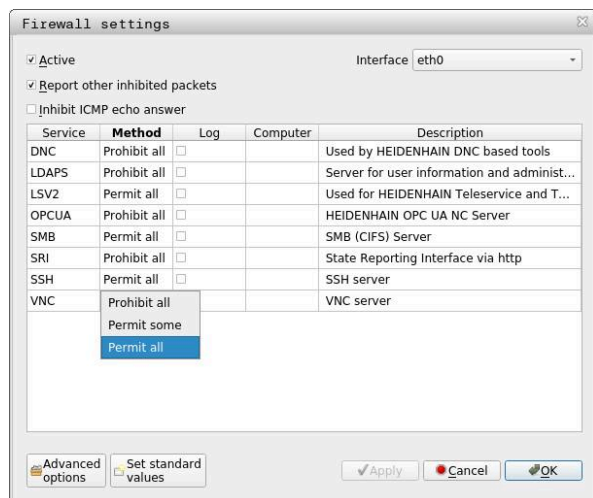 Firewall settings
Active
Interface eth0
Report other inhibited packets
Inhibit ICMP echo answer
Service Method Log Computer Description
DNC Prohibit all Used by HEIDENHAIN DNC based tools
LDAPS Prohibit all Server for user information and administ...
LSV2 Permit all Used for HEIDENHAIN Teleservice and T...
OPCUA Prohibit all HEIDENHAIN OPC UA NC Server
SMB Permit all SMB (CIFS) Server
SRI Prohibit all State Reporting Interface via http
SSH Permit all SSH server
VNC Prohibit all VNC server
Permit some
Permit all
Advanced options
Set standard values
Apply
Cancel
OK